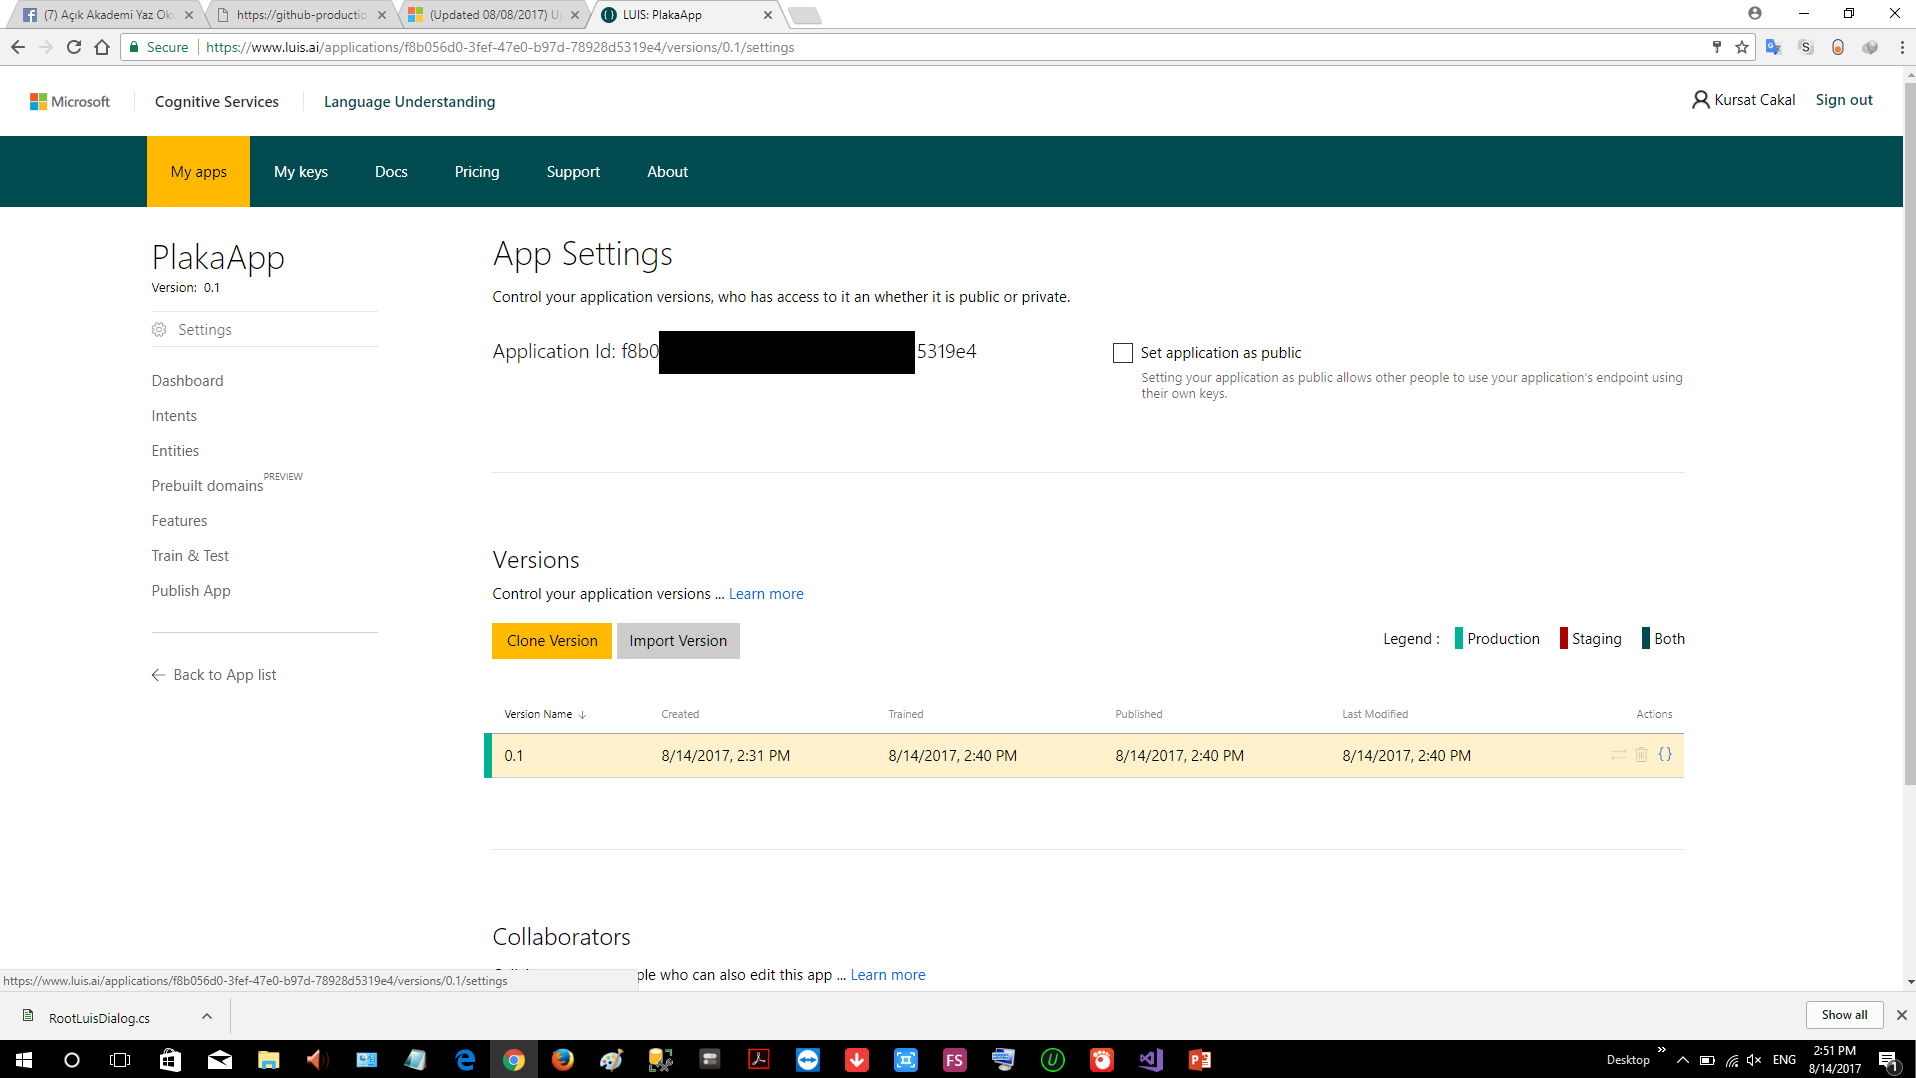 (7) Açık Akademi Yaz Ok
https://github-productio
(Updated 08/08/2017) U
LUIS: PlakaApp
Secure
https://www.luis.ai/applications/f8b056d0-3fef-47e0-b97d-78928d5319e4/versions/0.1/settings
Microsoft
Cognitive Services
Language Understanding
Kursat Cakal
Sign out
My apps
My keys
Docs
Pricing
Support
About
PlakaApp
Version: 0.1
Settings
Dashboard
Intents
Entities
Prebuilt domains PREVIEW
Features
Train & Test
Publish App
Back to App list
App Settings
Control your application versions, who has access to it an whether it is public or private.
Application Id: f8b0 5319e4
Set application as public
Setting your application as public allows other people to use your application's endpoint using
their own keys.
Versions
Control your application versions ... Learn more
Clone Version
Import Version
Legend :
Production
Staging
Both
Version Name
Created
Trained
Published
Last Modified
Actions
0.1
8/14/2017, 2:31 PM
8/14/2017, 2:40 PM
8/14/2017, 2:40 PM
8/14/2017, 2:40 PM
{}
Collaborators
ple who can also edit this app ... Learn more
https://www.luis.ai/applications/f8b056d0-3fef-47e0-b97d-78928d5319e4/versions/0.1/settings
RootLuisDialog.cs
Show all
FS
Desktop
ENG
2:51 PM
8/14/2017
1